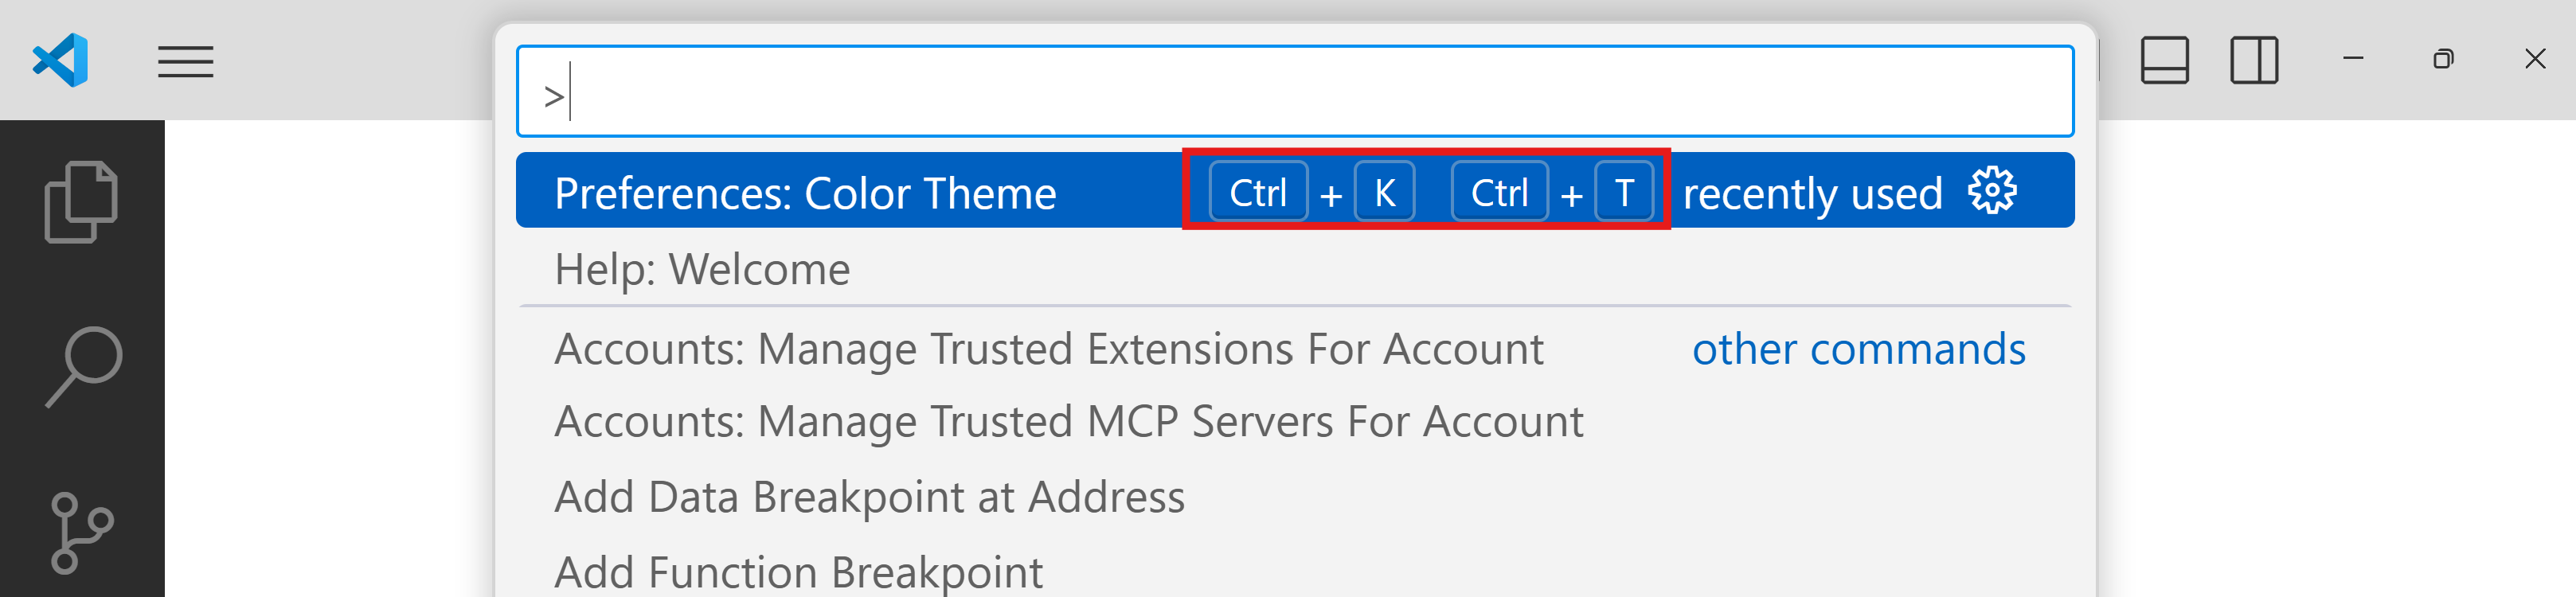 >
Preferences: Color Theme Ctrl + K Ctrl + T recently used
Help: Welcome
Accounts: Manage Trusted Extensions For Account other commands
Accounts: Manage Trusted MCP Servers For Account
Add Data Breakpoint at Address
Add Function Breakpoint